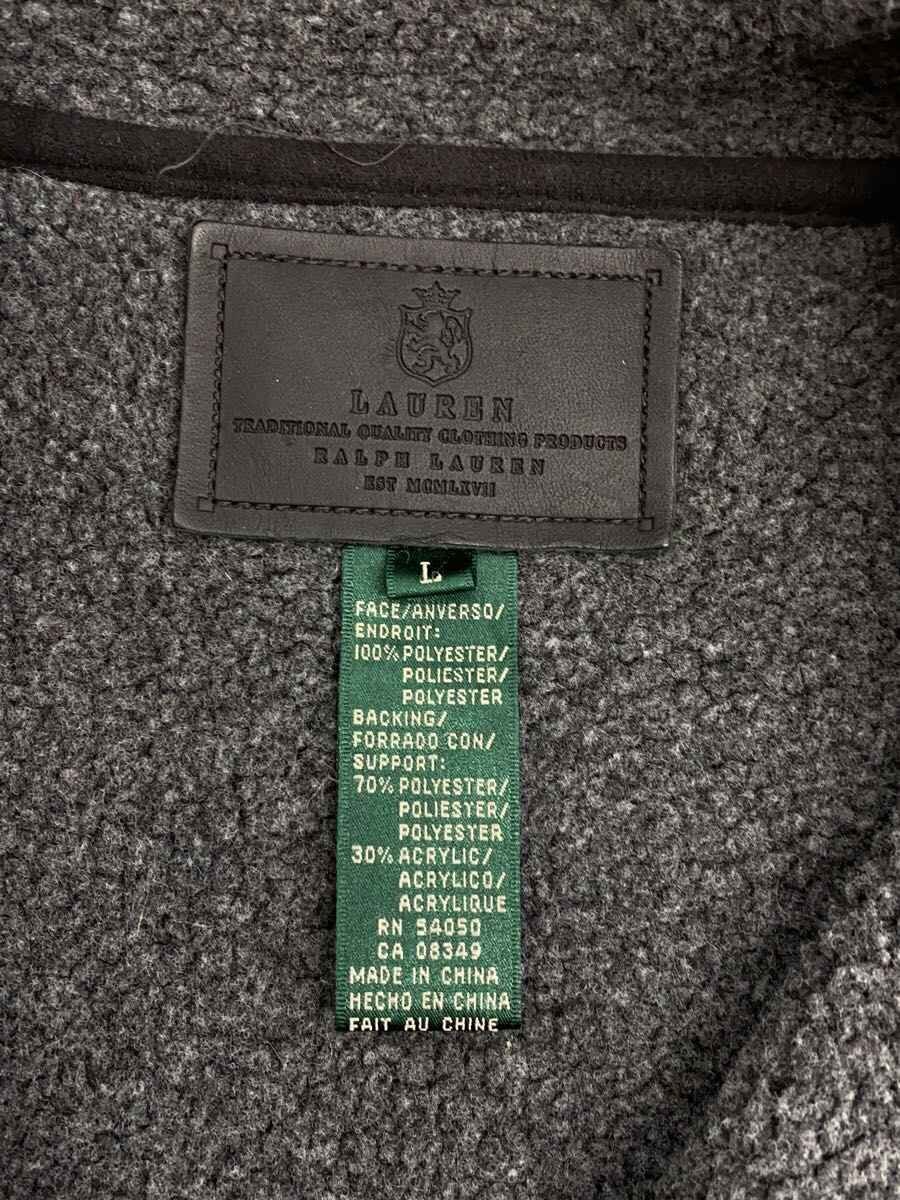 LAUREN
TRADITIONAL QUALITY CLOTHING PRODUCTS
RALPH LAUREN
EST MCMLXVII
L
FACE/ANVERSO/
ENDROIT:
100% POLYESTER/
POLIESTER/
POLYESTER
BACKING/
FORRADO CON/
SUPPORT:
70% POLYESTER/
POLIESTER/
POLYESTER
30% ACRYLIC/
ACRYLICO/
ACRYLIQUE
RN 54050
CA 08349
MADE IN CHINA
HECHO EN CHINA
FAIT AU CHINE